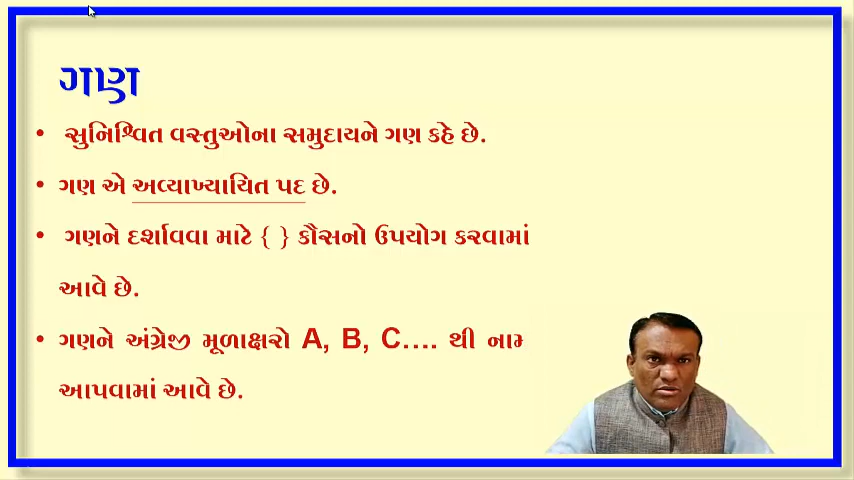 ગણ
• સુનિશ્ચિત વસ્તુઓના સમુદાયને ગણ કહે છે.
• ગણ એ અવ્યાખ્યાયિત પદ છે.
• ગણને દર્શાવવા માટે { } કૌસનો ઉપયોગ કરવામાં
આવે છે.
• ગણને અંગ્રેજી મૂળાક્ષરો A, B, C.... થી નામ
આપવામાં આવે છે.